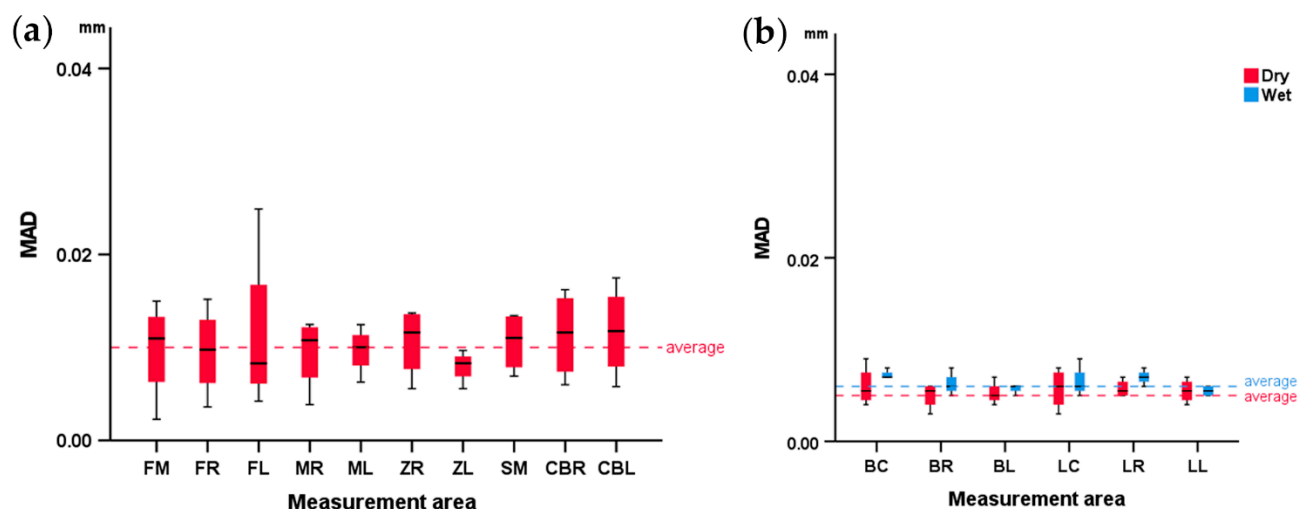 (a)
mm
0.04
0.02
0.00
MAD
average
FM FR FL MR ML ZR ZL SM CBR CBL
Measurement area
(b)
mm
0.04
0.02
0.00
MAD
Dry
Wet
average
average
BC BR BL LC LR LL
Measurement area